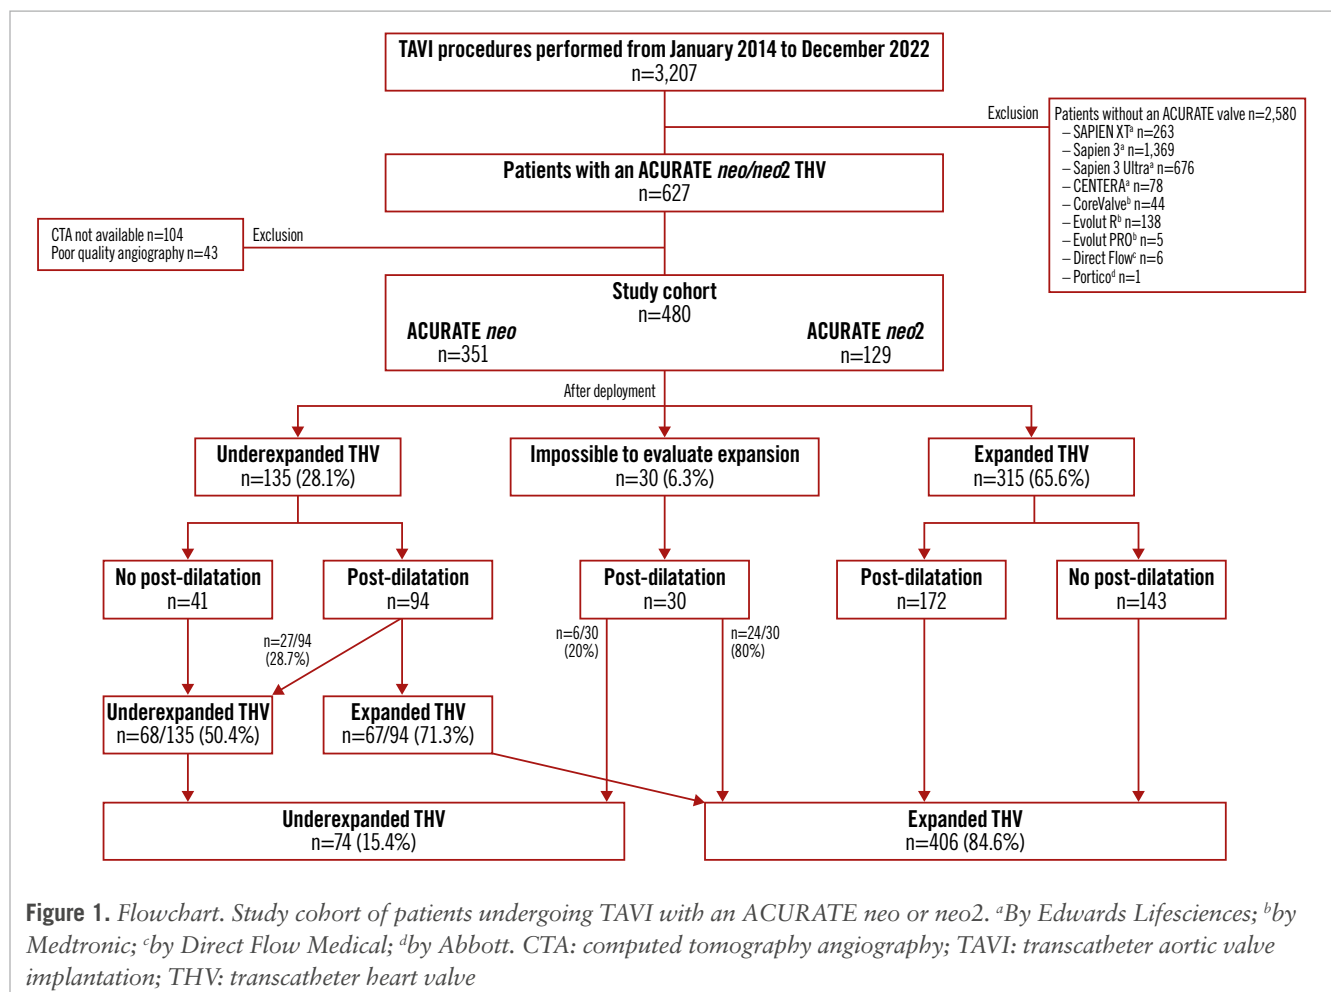 TAVI procedures performed from January 2014 to December 2022
n=3,207
Exclusion
Patients without an ACURATE valve n=2,580
– SAPIEN XTᵃ n=263
– Sapien 3ᵃ n=1,369
– Sapien 3 Ultraᵃ n=676
– CENTERAᵃ n=78
– CoreValveᵇ n=44
– Evolut Rᵇ n=138
– Evolut PROᵇ n=5
– Direct Flowᶜ n=6
– Porticoᵈ n=1
Patients with an ACURATE neo/neo2 THV
n=627
CTA not available n=104
Poor quality angiography n=43
Exclusion
Study cohort
n=480
ACURATE neo
n=351
ACURATE neo2
n=129
After deployment
Underexpanded THV
n=135 (28.1%)
Impossible to evaluate expansion
n=30 (6.3%)
Expanded THV
n=315 (65.6%)
No post-dilatation
n=41
Post-dilatation
n=94
Post-dilatation
n=30
Post-dilatation
n=172
No post-dilatation
n=143
n=27/94
(28.7%)
n=6/30
(20%)
n=24/30
(80%)
Underexpanded THV
n=68/135 (50.4%)
Expanded THV
n=67/94 (71.3%)
Underexpanded THV
n=74 (15.4%)
Expanded THV
n=406 (84.6%)
Figure 1. Flowchart. Study cohort of patients undergoing TAVI with an ACURATE neo or neo2. ᵃBy Edwards Lifesciences; ᵇby
Medtronic; ᶜby Direct Flow Medical; ᵈby Abbott. CTA: computed tomography angiography; TAVI: transcatheter aortic valve
implantation; THV: transcatheter heart valve